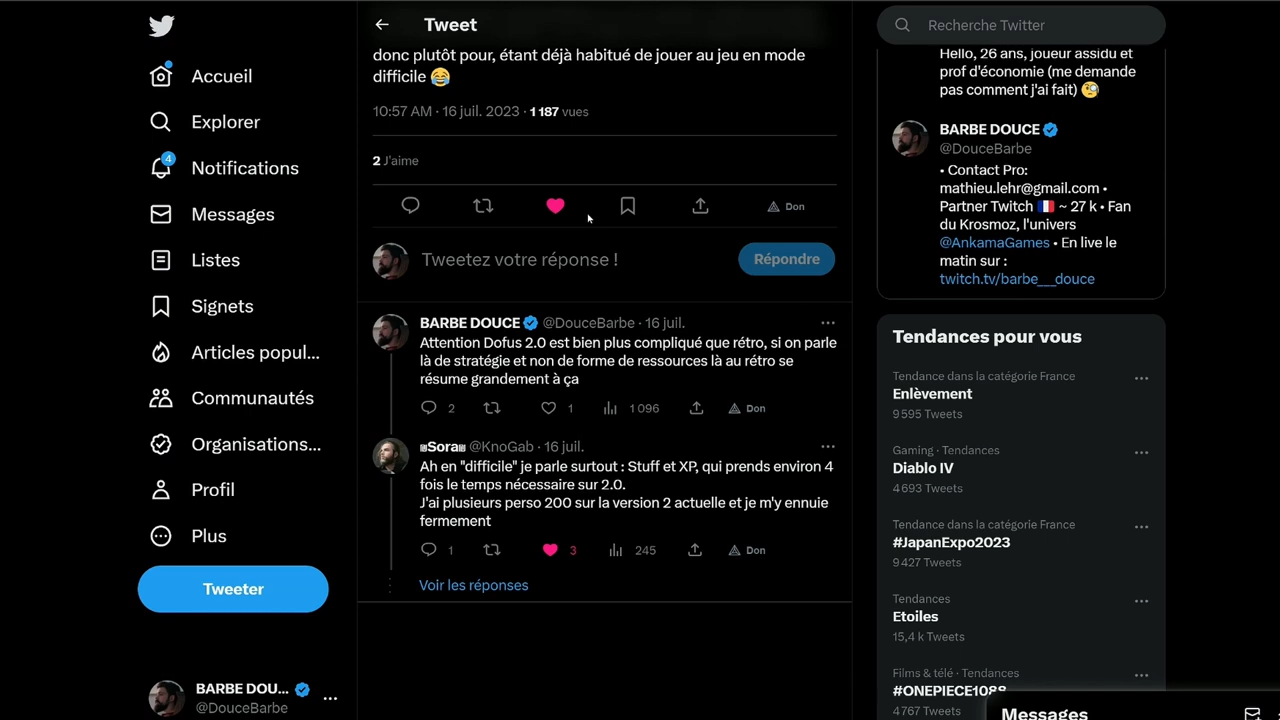 Accueil
Explorer
4
Notifications
Messages
Listes
Signets
Articles popul...
Communautés
Organisations...
Profil
Plus
Tweeter
BARBE DOU...
@DouceBarbe
Tweet
donc plutôt pour, étant déjà habitué de jouer au jeu en mode
difficile 😂
10:57 AM · 16 juil. 2023 · 1 187 vues
2 J'aime
Don
Tweetez votre réponse !
Répondre
BARBE DOUCE @DouceBarbe · 16 juil.
Attention Dofus 2.0 est bien plus compliqué que rétro, si on parle
là de stratégie et non de forme de ressources là au rétro se
résume grandement à ça
2 1 1 096 Don
Sora @KnoGab · 16 juil.
Ah en "difficile" je parle surtout : Stuff et XP, qui prends environ 4
fois le temps nécessaire sur 2.0.
J'ai plusieurs perso 200 sur la version 2 actuelle et je m'y ennuie
fermement
1 3 245 Don
Voir les réponses
Recherche Twitter
Hello, 26 ans, joueur assidu et
prof d'économie (me demande
pas comment j'ai fait) 🧐
BARBE DOUCE
@DouceBarbe
• Contact Pro:
mathieu.lehr@gmail.com •
Partner Twitch 🇫🇷 ~ 27 k • Fan
du Krosmoz, l'univers
@AnkamaGames • En live le
matin sur :
twitch.tv/barbe___douce
Tendances pour vous
Tendance dans la catégorie France
Enlèvement
9 595 Tweets
Gaming · Tendances
Diablo IV
4 693 Tweets
Tendance dans la catégorie France
#JapanExpo2023
9 427 Tweets
Tendances
Etoiles
15,4 k Tweets
Films & télé · Tendances
#ONEPIECE1088
4 767 Tweets
Messages